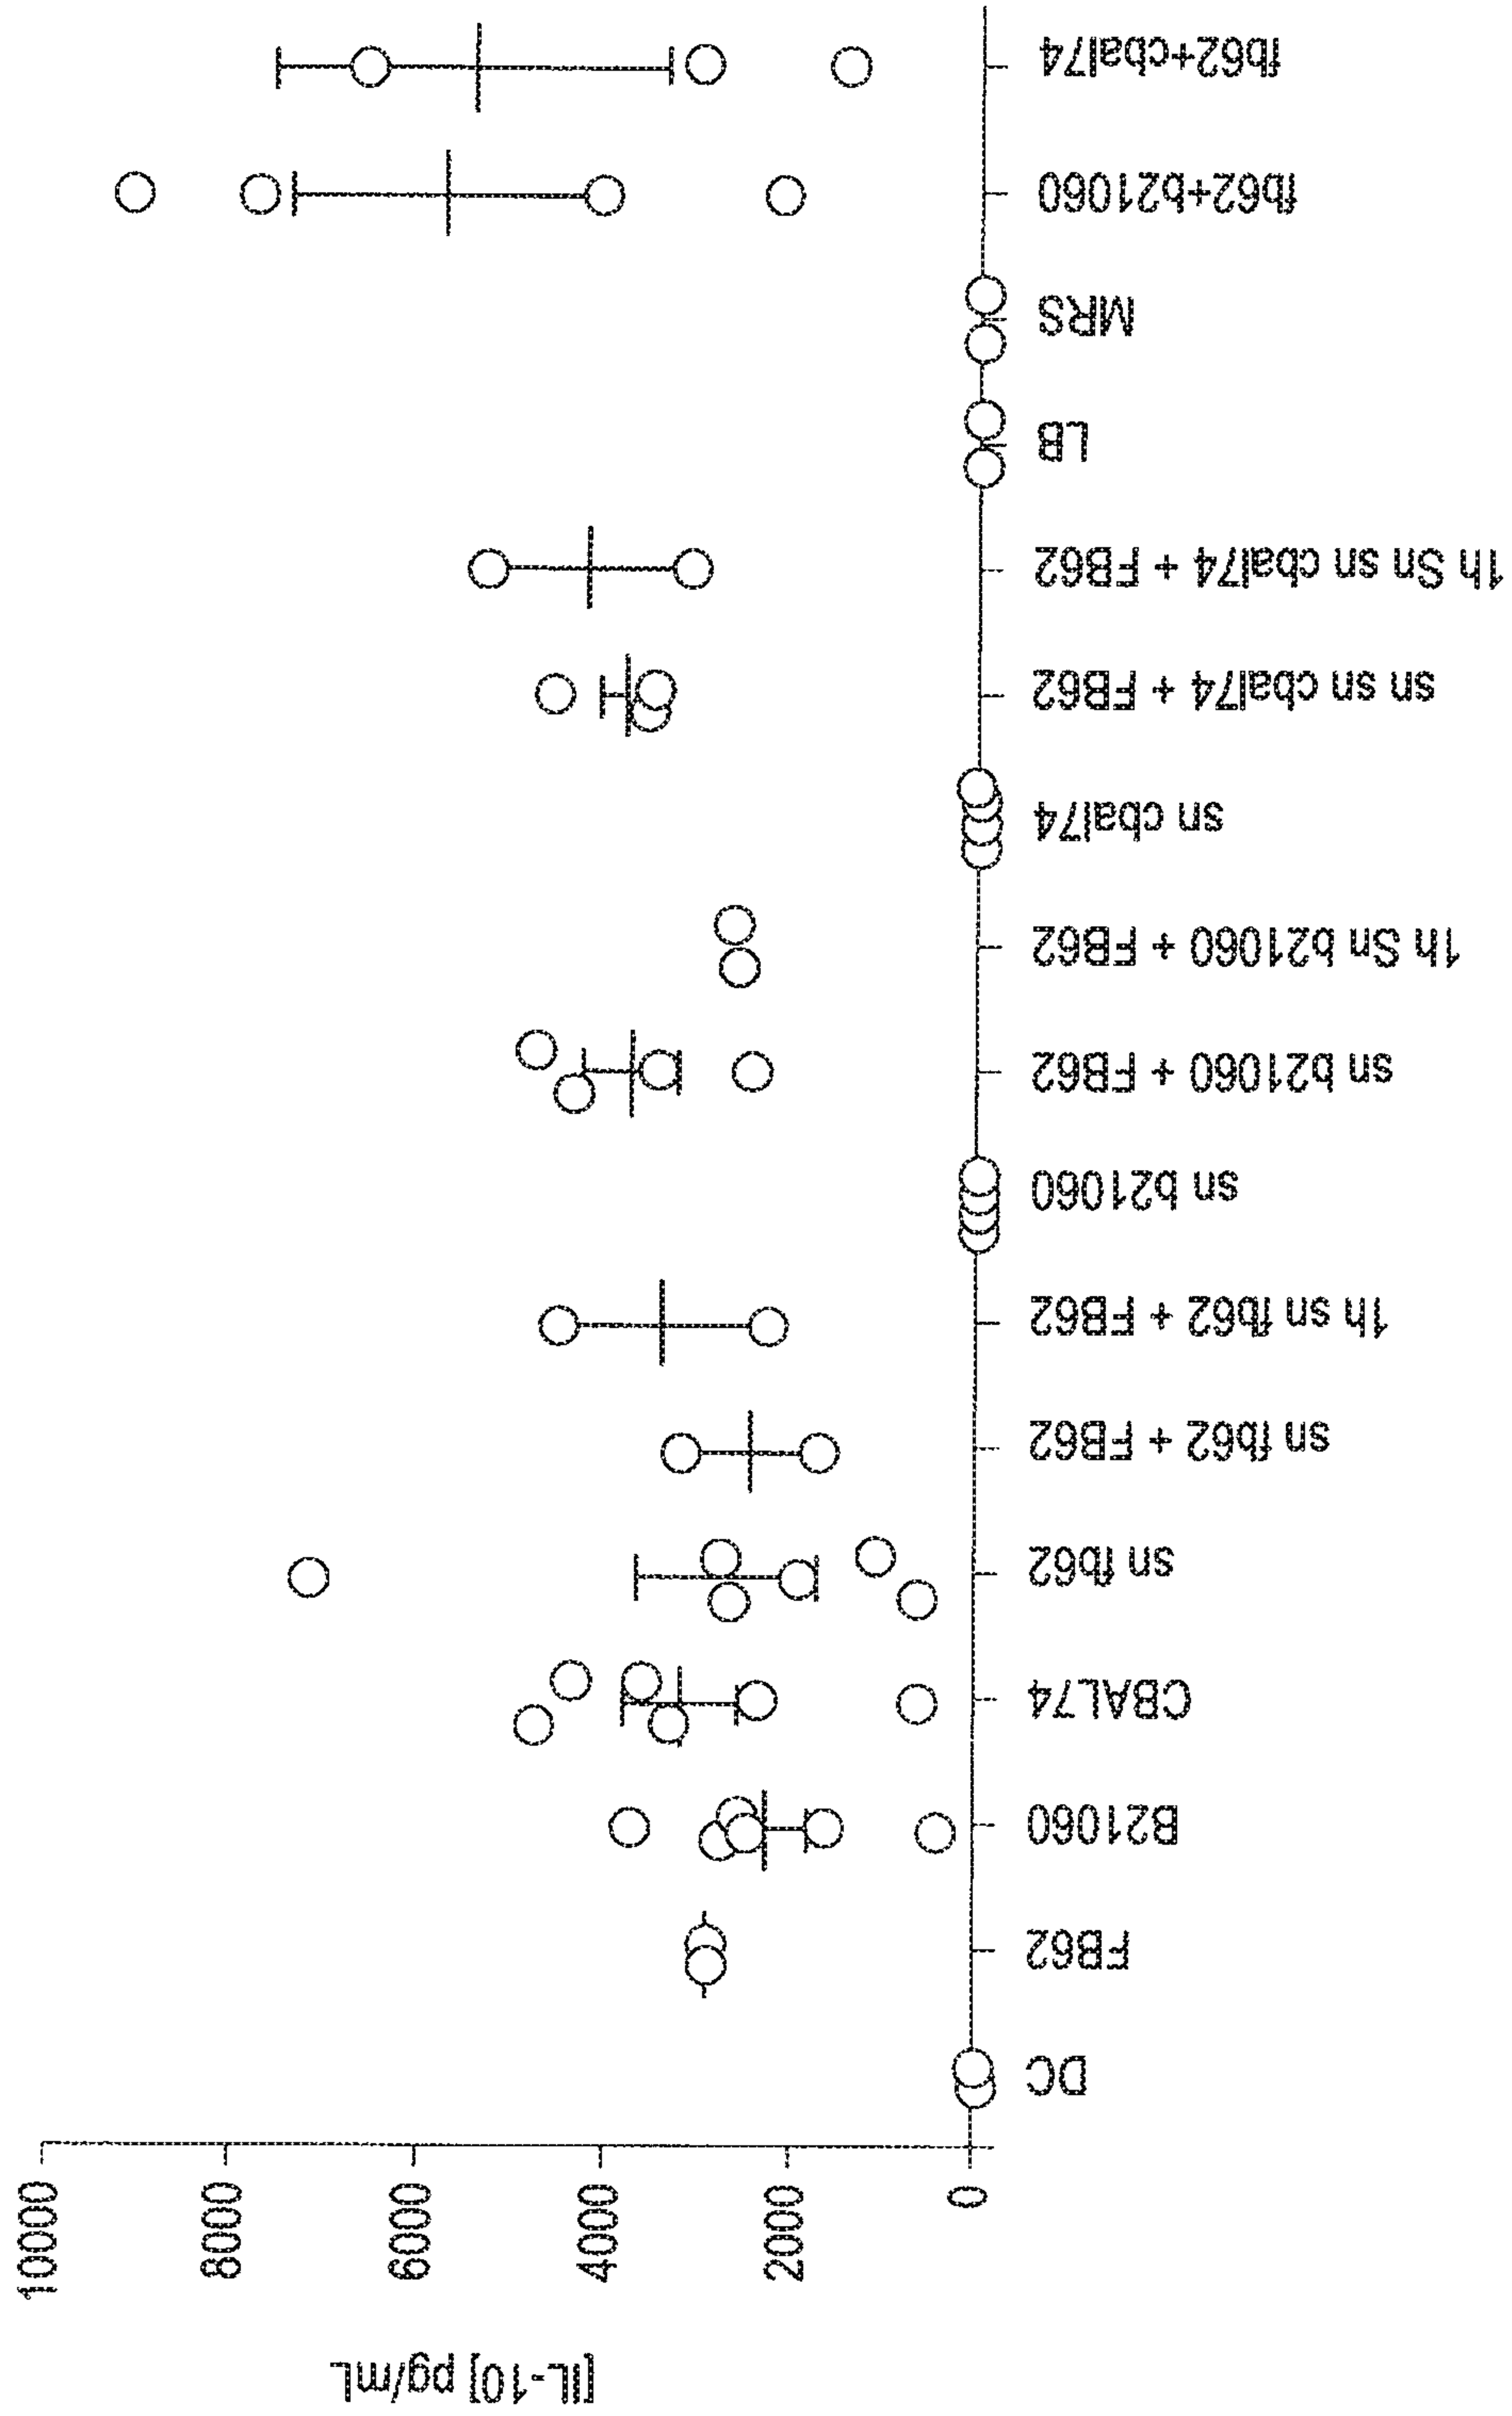 [IL-10] pg/mL
10000
8000
6000
4000
2000
0
DC
FB62
B21060
CBAL74
sn fb62
sn fb62 + FB62
1h sn fb62 + FB62
sn b21060
sn b21060 + FB62
1h Sn b21060 + FB62
sn cbal74
sn sn cbal74 + FB62
1h Sn sn cbal74 + FB62
LB
MRS
fb62+b21060
fb62+cbal74